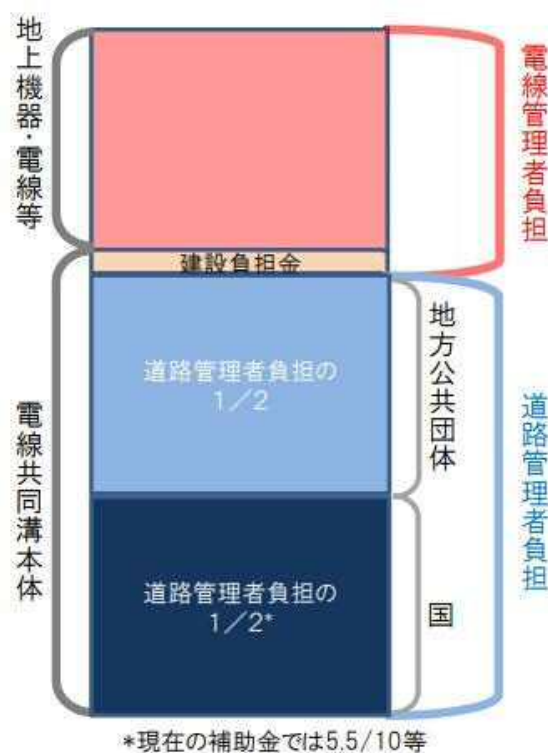 地上機器・電線等
電線共同溝本体
建設負担金
道路管理者負担の
1／2
道路管理者負担の
1／2*
地方公共団体
国
電線管理者負担
道路管理者負担
*現在の補助金では5.5/10等